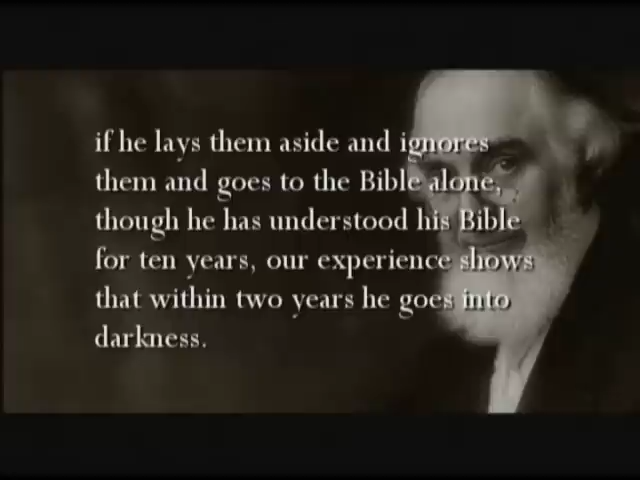 if he lays them aside and ignores
them and goes to the Bible alone,
though he has understood his Bible
for ten years, our experience shows
that within two years he goes into
darkness.